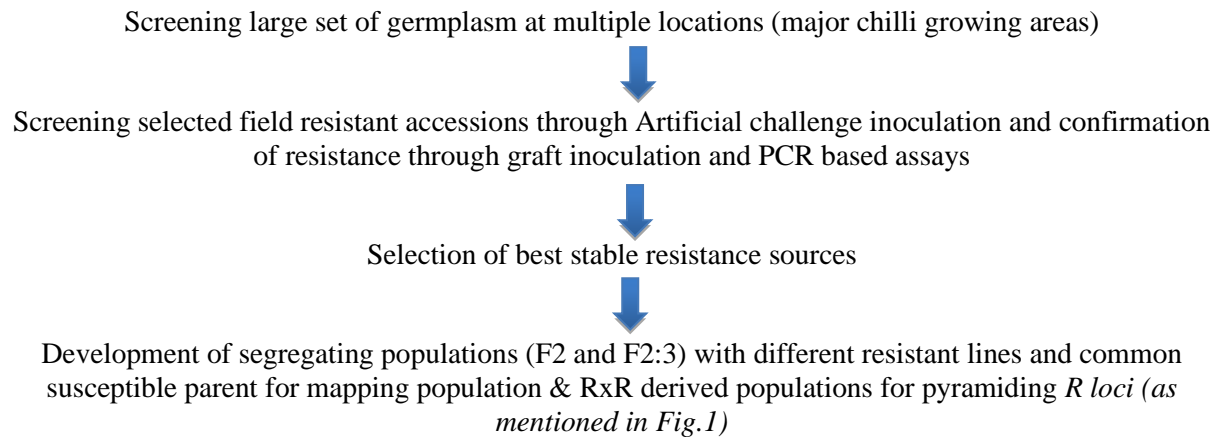 Screening large set of germplasm at multiple locations (major chilli growing areas)
Screening selected field resistant accessions through Artificial challenge inoculation and confirmation
of resistance through graft inoculation and PCR based assays
Selection of best stable resistance sources
Development of segregating populations (F2 and F2:3) with different resistant lines and common
susceptible parent for mapping population & RxR derived populations for pyramiding R loci (as
mentioned in Fig.1)